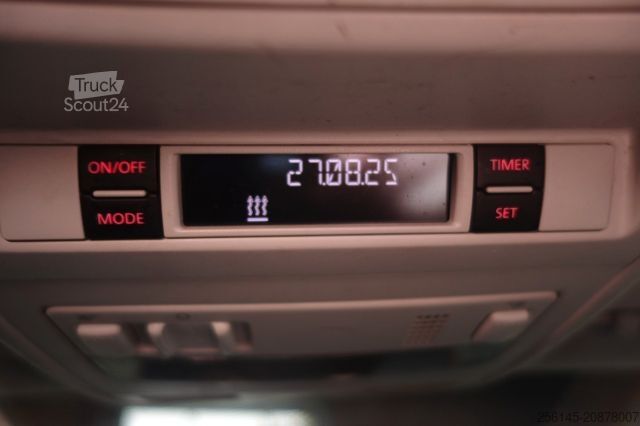 Truck
Scout24
ON/OFF
MODE
27.08.25
TIMER
SET
256145-20878007